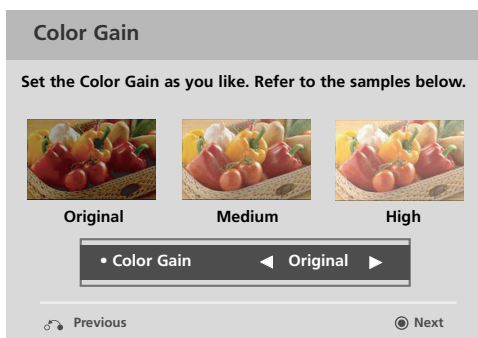 Color Gain
Set the Color Gain as you like. Refer to the samples below.
Original Medium High
• Color Gain ◀ Original ▶
Previous Next